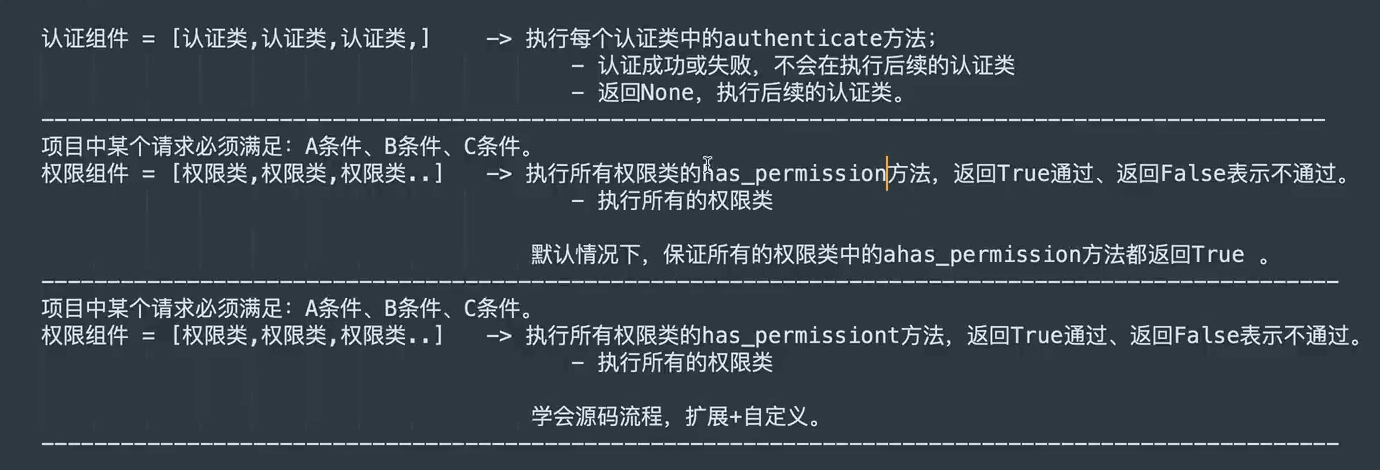 认证组件 = [认证类,认证类,认证类,]    -> 执行每个认证类中的authenticate方法；
- 认证成功或失败，不会在执行后续的认证类
- 返回None，执行后续的认证类。
-------------------------------------------------------------------------------------------------
项目中某个请求必须满足：A条件、B条件、C条件。
权限组件 = [权限类,权限类,权限类..]   -> 执行所有权限类的has_permission方法，返回True通过、返回False表示不通过。
- 执行所有的权限类
默认情况下，保证所有的权限类中的ahas_permission方法都返回True 。
--------------------------------------------------------------------------------------------------
项目中某个请求必须满足：A条件、B条件、C条件。
权限组件 = [权限类,权限类,权限类..]   -> 执行所有权限类的has_permissiont方法，返回True通过、返回False表示不通过。
- 执行所有的权限类
学会源码流程，扩展+自定义。
--------------------------------------------------------------------------------------------------